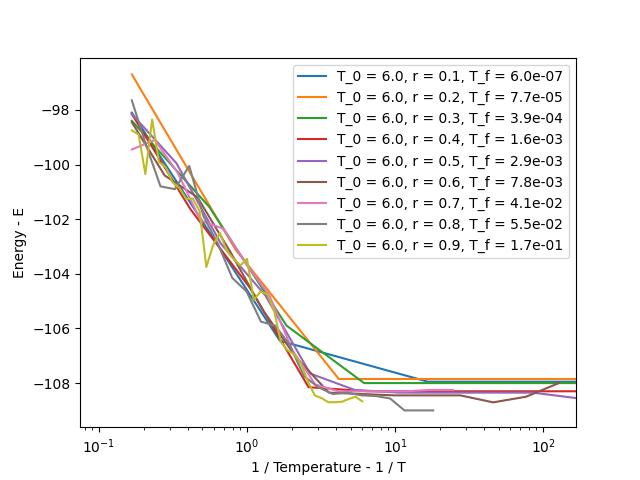 T_0 = 6.0, r = 0.1, T_f = 6.0e-07
T_0 = 6.0, r = 0.2, T_f = 7.7e-05
T_0 = 6.0, r = 0.3, T_f = 3.9e-04
T_0 = 6.0, r = 0.4, T_f = 1.6e-03
T_0 = 6.0, r = 0.5, T_f = 2.9e-03
T_0 = 6.0, r = 0.6, T_f = 7.8e-03
T_0 = 6.0, r = 0.7, T_f = 4.1e-02
T_0 = 6.0, r = 0.8, T_f = 5.5e-02
T_0 = 6.0, r = 0.9, T_f = 1.7e-01
Energy - E
−98
−100
−102
−104
−106
−108
10⁻¹ 10⁰ 10¹ 10²
1 / Temperature - 1 / T